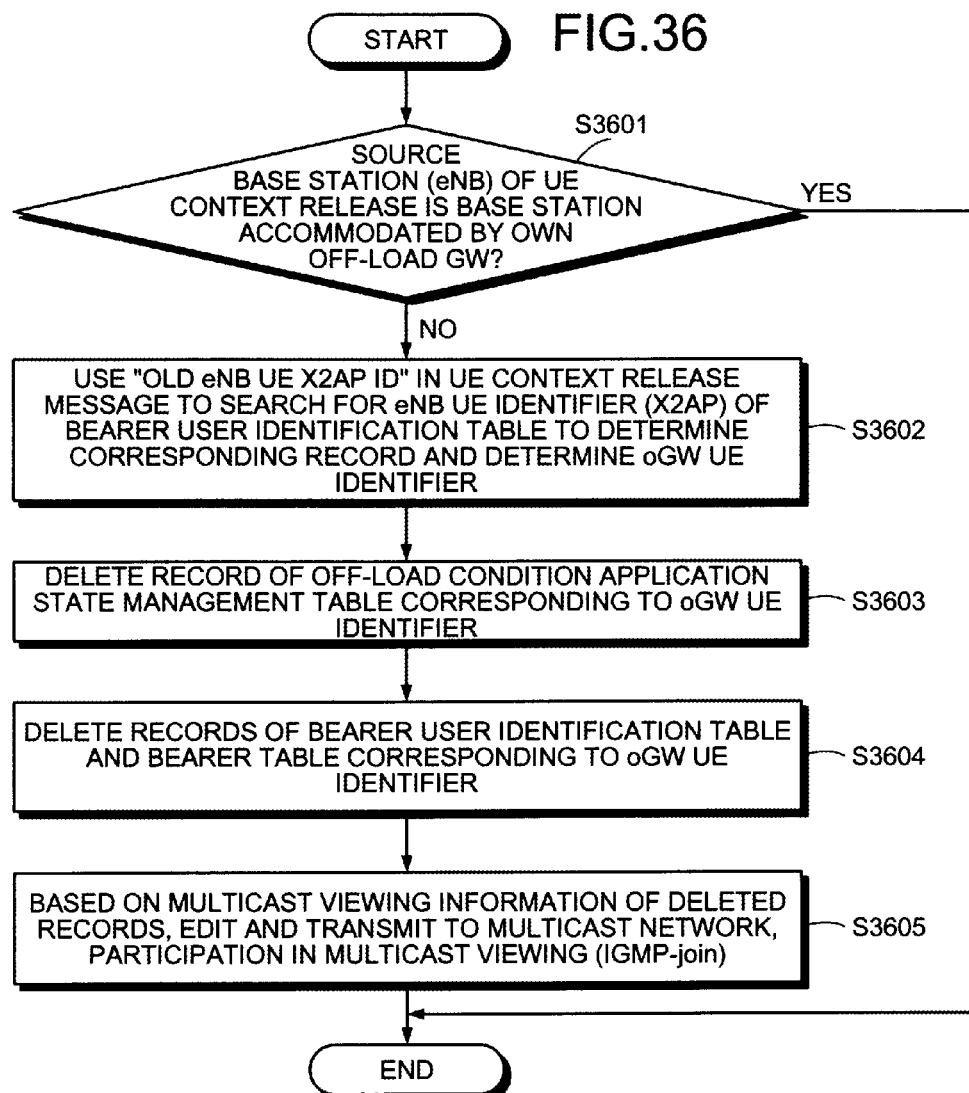 FIG.36
START
S3601
SOURCE
BASE STATION (eNB) OF UE
CONTEXT RELEASE IS BASE STATION
ACCOMMODATED BY OWN
OFF-LOAD GW?
YES
NO
USE "OLD eNB UE X2AP ID" IN UE CONTEXT RELEASE
MESSAGE TO SEARCH FOR eNB UE IDENTIFIER (X2AP) OF
BEARER USER IDENTIFICATION TABLE TO DETERMINE
CORRESPONDING RECORD AND DETERMINE oGW UE
IDENTIFIER
S3602
DELETE RECORD OF OFF-LOAD CONDITION APPLICATION
STATE MANAGEMENT TABLE CORRESPONDING TO oGW UE
IDENTIFIER
S3603
DELETE RECORDS OF BEARER USER IDENTIFICATION TABLE
AND BEARER TABLE CORRESPONDING TO oGW UE
IDENTIFIER
S3604
BASED ON MULTICAST VIEWING INFORMATION OF DELETED
RECORDS, EDIT AND TRANSMIT TO MULTICAST NETWORK,
PARTICIPATION IN MULTICAST VIEWING (IGMP-join)
S3605
END